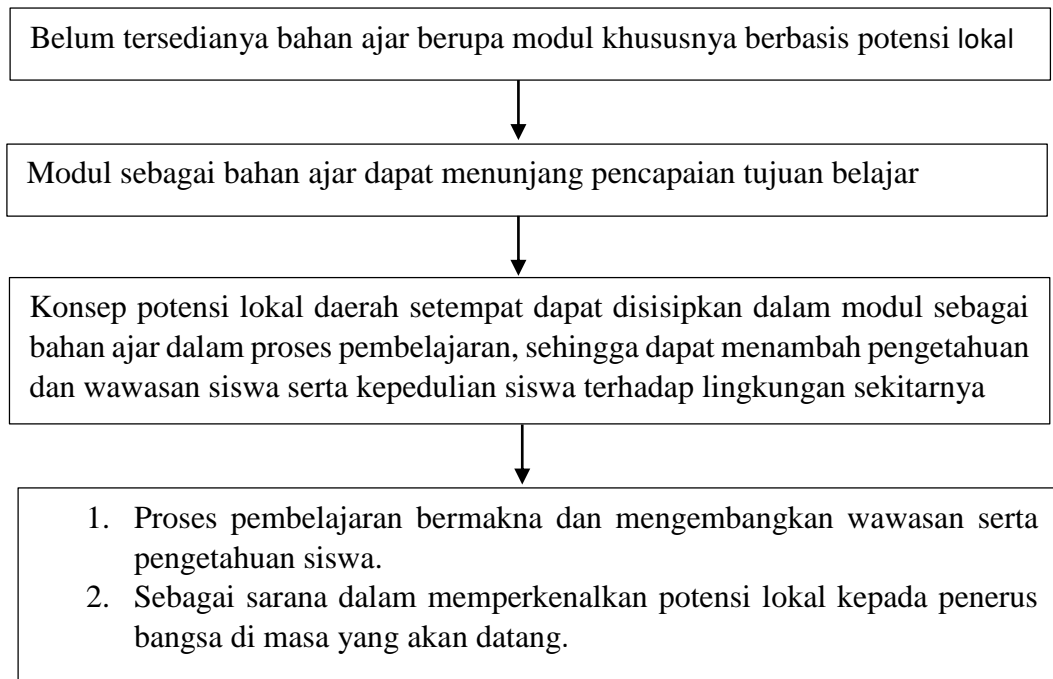 Belum tersedianya bahan ajar berupa modul khususnya berbasis potensi lokal
Modul sebagai bahan ajar dapat menunjang pencapaian tujuan belajar
Konsep potensi lokal daerah setempat dapat disisipkan dalam modul sebagai
bahan ajar dalam proses pembelajaran, sehingga dapat menambah pengetahuan
dan wawasan siswa serta kepedulian siswa terhadap lingkungan sekitarnya
1. Proses pembelajaran bermakna dan mengembangkan wawasan serta
pengetahuan siswa.
2. Sebagai sarana dalam memperkenalkan potensi lokal kepada penerus
bangsa di masa yang akan datang.